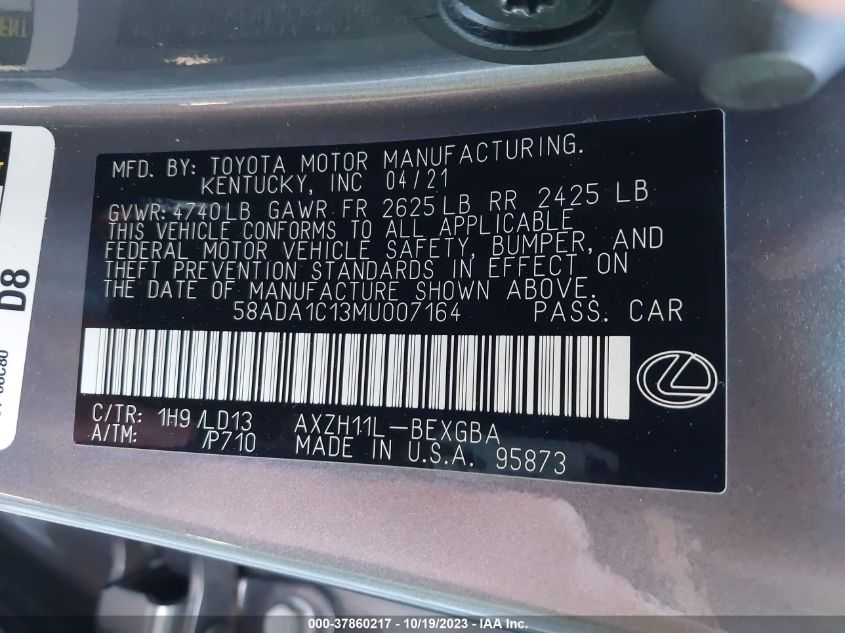 MFD. BY: TOYOTA MOTOR MANUFACTURING.
KENTUCKY, INC 04/21
GVWR: 4740LB GAWR FR 2625LB RR 2425 LB
THIS VEHICLE CONFORMS TO ALL APPLICABLE
FEDERAL MOTOR VEHICLE SAFETY, BUMPER, AND
THEFT PREVENTION STANDARDS IN EFFECT ON
THE DATE OF MANUFACTURE SHOWN ABOVE.
58ADA1C13MU007164 PASS. CAR
C/TR: 1H9/LD13 AXZH11L-BEXGBA
A/TM: /P710 MADE IN U.S.A. 95873
D8
000-37860217 - 10/19/2023 - IAAI Inc.